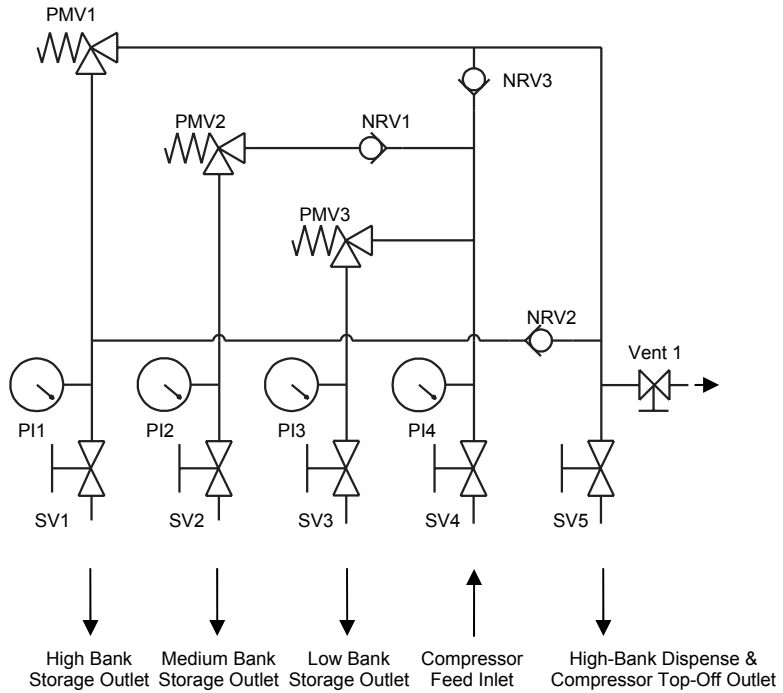 PMV1
NRV3
PMV2
NRV1
PMV3
NRV2
Vent 1
PI1
PI2
PI3
PI4
SV1
SV2
SV3
SV4
SV5
High Bank
Storage Outlet
Medium Bank
Storage Outlet
Low Bank
Storage Outlet
Compressor
Feed Inlet
High-Bank Dispense &
Compressor Top-Off Outlet